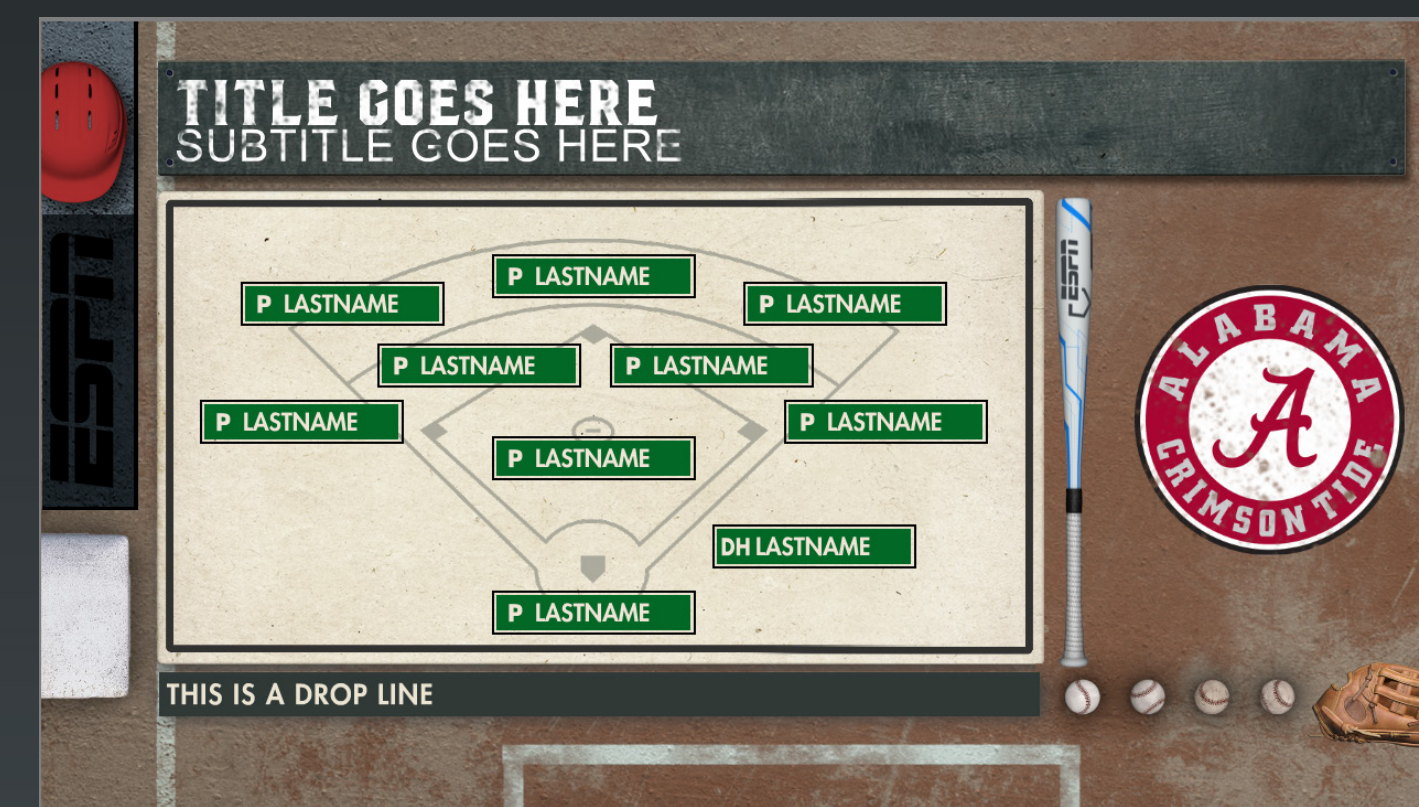 TITLE GOES HERE
SUBTITLE GOES HERE
ESPN
P LASTNAME
P LASTNAME
P LASTNAME
P LASTNAME
P LASTNAME
P LASTNAME
P LASTNAME
P LASTNAME
DH LASTNAME
P LASTNAME
ESPN
ALABAMA
A
CRIMSON TIDE
THIS IS A DROP LINE